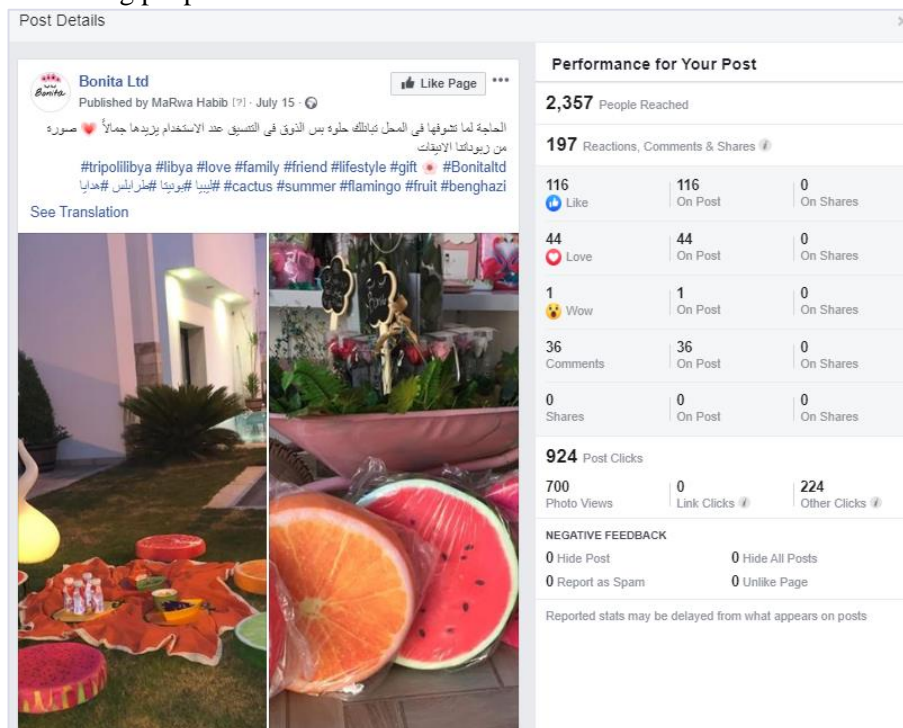 Post Details
Bonita
Bonita Ltd
Published by MaRwa Habib [?] · July 15 ·
Like Page
الحاجة لما تشوفها في المحل تبانلك حلوة بس الذوق في التنسيق عند الاستخدام يزيدها جمالاً ❤ صورة
من زبوناتنا الانيقات
#tripolilibya #libya #love #family #friend #lifestyle #gift #Bonitaltd
#ليبيا #بونيتا #طرابلس #هدايا #cactus #summer #flamingo #fruit #benghazi
See Translation
Performance for Your Post
2,357 People Reached
197 Reactions, Comments & Shares
116 116 0
Like On Post On Shares
44 44 0
Love On Post On Shares
1 1 0
Wow On Post On Shares
36 36 0
Comments On Post On Shares
0 0 0
Shares On Post On Shares
924 Post Clicks
700 0 224
Photo Views Link Clicks Other Clicks
NEGATIVE FEEDBACK
0 Hide Post 0 Hide All Posts
0 Report as Spam 0 Unlike Page
Reported stats may be delayed from what appears on posts